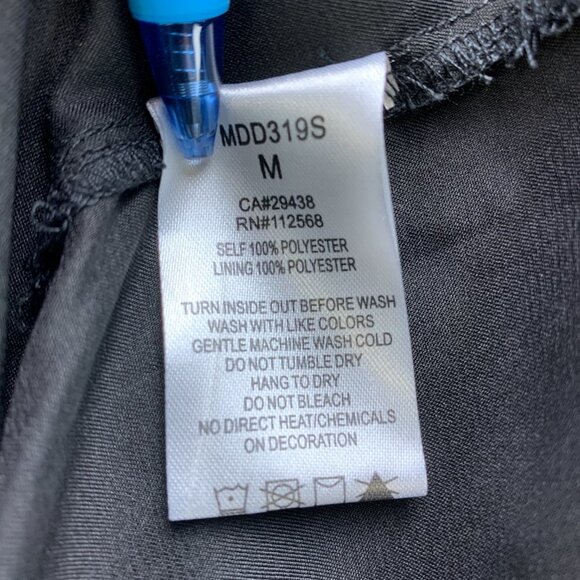 MDD319S
M
CA#29438
RN#112568
SELF 100% POLYESTER
LINING 100% POLYESTER
TURN INSIDE OUT BEFORE WASH
WASH WITH LIKE COLORS
GENTLE MACHINE WASH COLD
DO NOT TUMBLE DRY
HANG TO DRY
DO NOT BLEACH
NO DIRECT HEAT/CHEMICALS
ON DECORATION